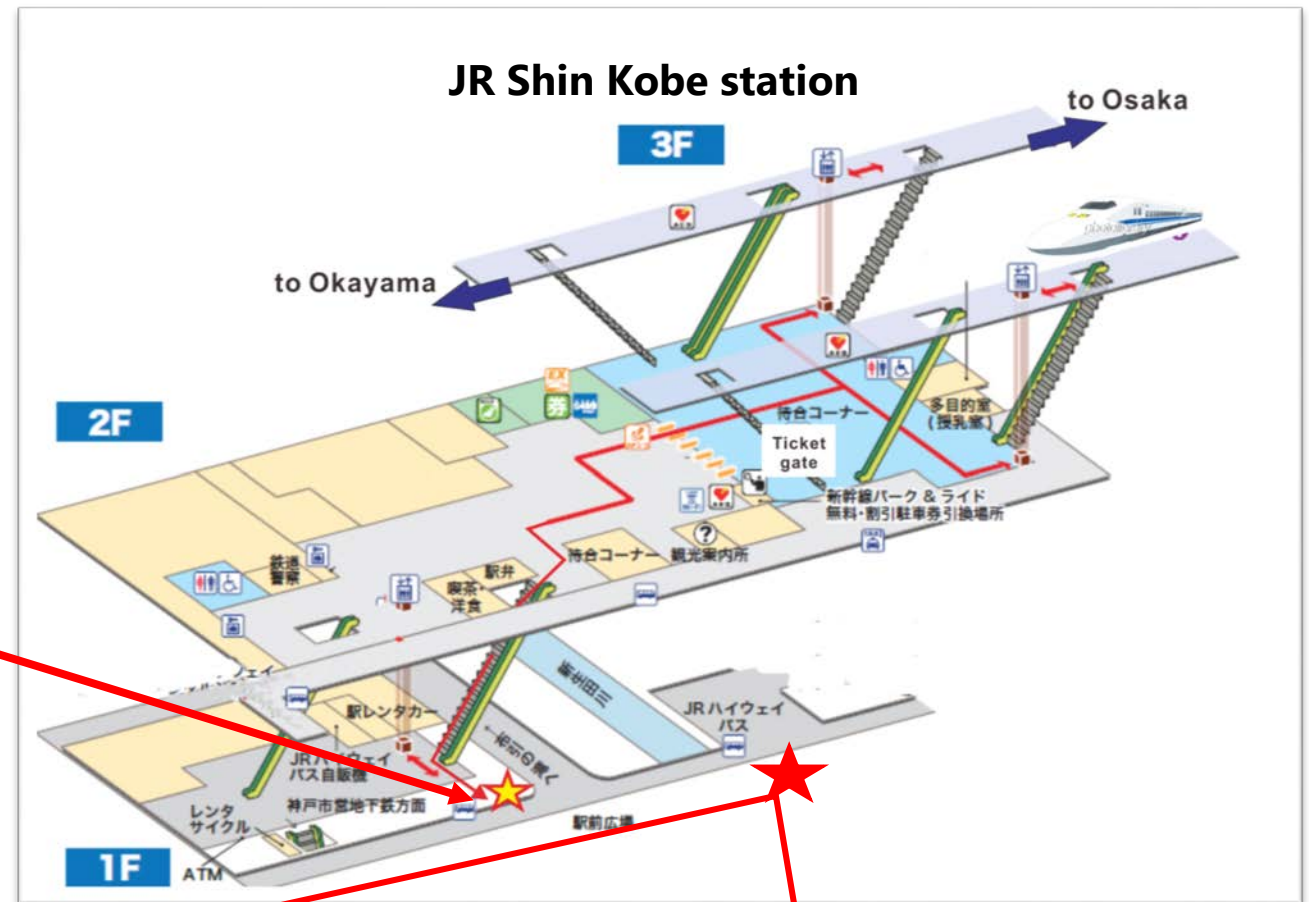 JR Shin Kobe station
to Osaka
3F
to Okayama
2F
券
待合コーナー
多目的室
(授乳室)
Ticket
gate
新幹線パーク & ライド
無料・割引駐車券引換場所
?
待合コーナー
観光案内所
鉄道
警察
駅弁
喫茶・
洋食
新生田川
駅レンタカー
JRハイウェイ
バス
JRハイウェイ
バス自販機
神戸市営地下鉄方面
レンタ
サイクル
駅前広場
1F
ATM